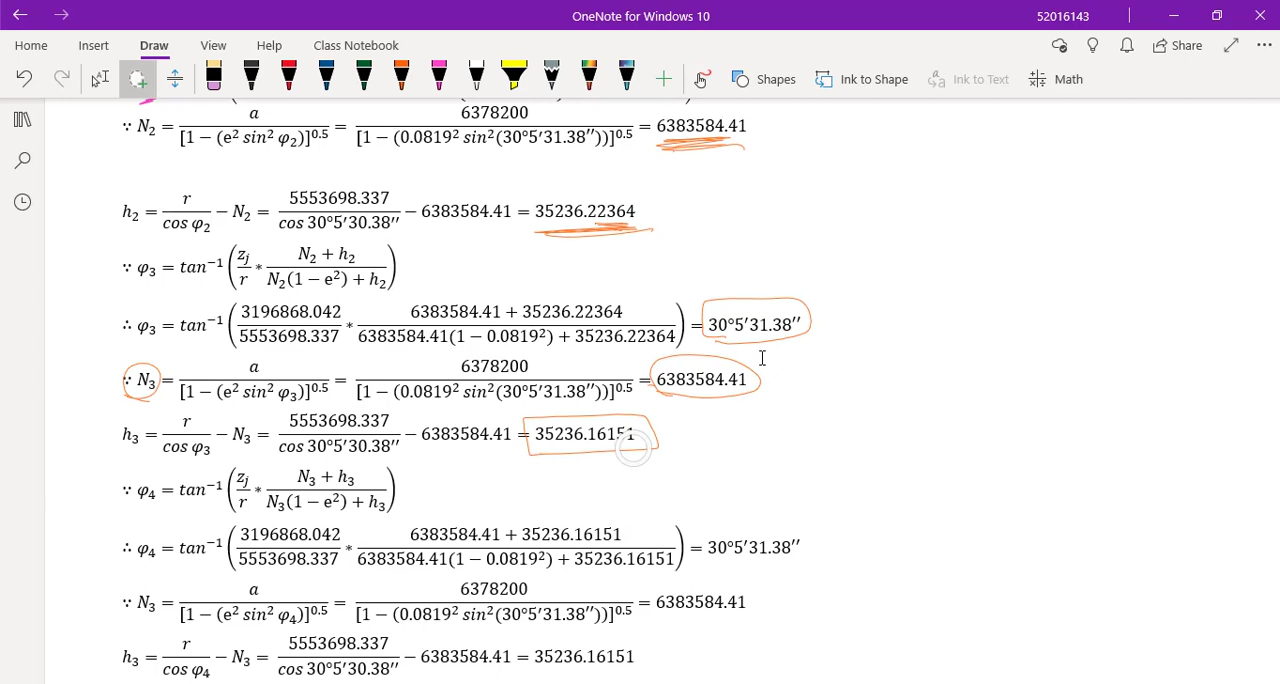 OneNote for Windows 10
52016143
Home Insert Draw View Help Class Notebook Share
Shapes Ink to Shape Ink to Text Math
∵ N₂ = a / [1 − (e² sin² φ₂)]^0.5 = 6378200 / [1 − (0.0819² sin²(30°5′31.38′′))]^0.5 = 6383584.41
h₂ = r / cos φ₂ − N₂ = 5553698.337 / cos 30°5′30.38′′ − 6383584.41 = 35236.22364
∵ φ₃ = tan⁻¹ (zⱼ / r * N₂ + h₂ / N₂(1 − e²) + h₂)
∴ φ₃ = tan⁻¹ (3196868.042 / 5553698.337 * 6383584.41 + 35236.22364 / 6383584.41(1 − 0.0819²) + 35236.22364) = 30°5′31.38′′
∵ N₃ = a / [1 − (e² sin² φ₃)]^0.5 = 6378200 / [1 − (0.0819² sin²(30°5′31.38′′))]^0.5 = 6383584.41
h₃ = r / cos φ₃ − N₃ = 5553698.337 / cos 30°5′30.38′′ − 6383584.41 = 35236.16151
∵ φ₄ = tan⁻¹ (zⱼ / r * N₃ + h₃ / N₃(1 − e²) + h₃)
∴ φ₄ = tan⁻¹ (3196868.042 / 5553698.337 * 6383584.41 + 35236.16151 / 6383584.41(1 − 0.0819²) + 35236.16151) = 30°5′31.38′′
∵ N₃ = a / [1 − (e² sin² φ₄)]^0.5 = 6378200 / [1 − (0.0819² sin²(30°5′31.38′′))]^0.5 = 6383584.41
h₃ = r / cos φ₄ − N₃ = 5553698.337 / cos 30°5′30.38′′ − 6383584.41 = 35236.16151